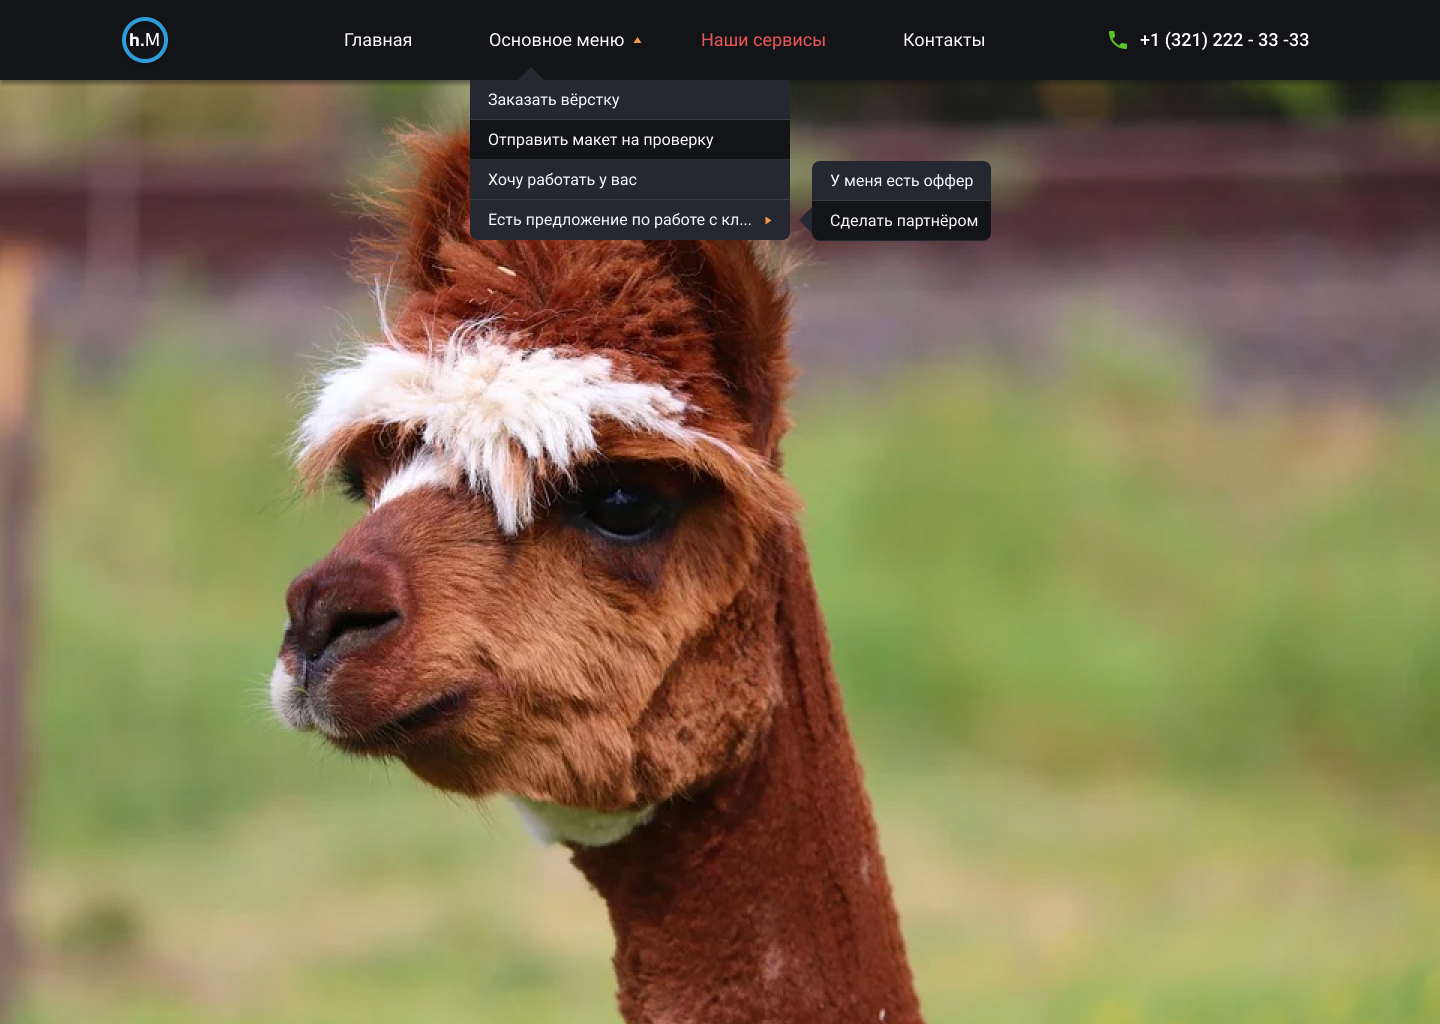 h.M
Главная
Основное меню
Наши сервисы
Контакты
+1 (321) 222 - 33 -33
Заказать вёрстку
Отправить макет на проверку
Хочу работать у вас
Есть предложение по работе с кл...
У меня есть оффер
Сделать партнёром